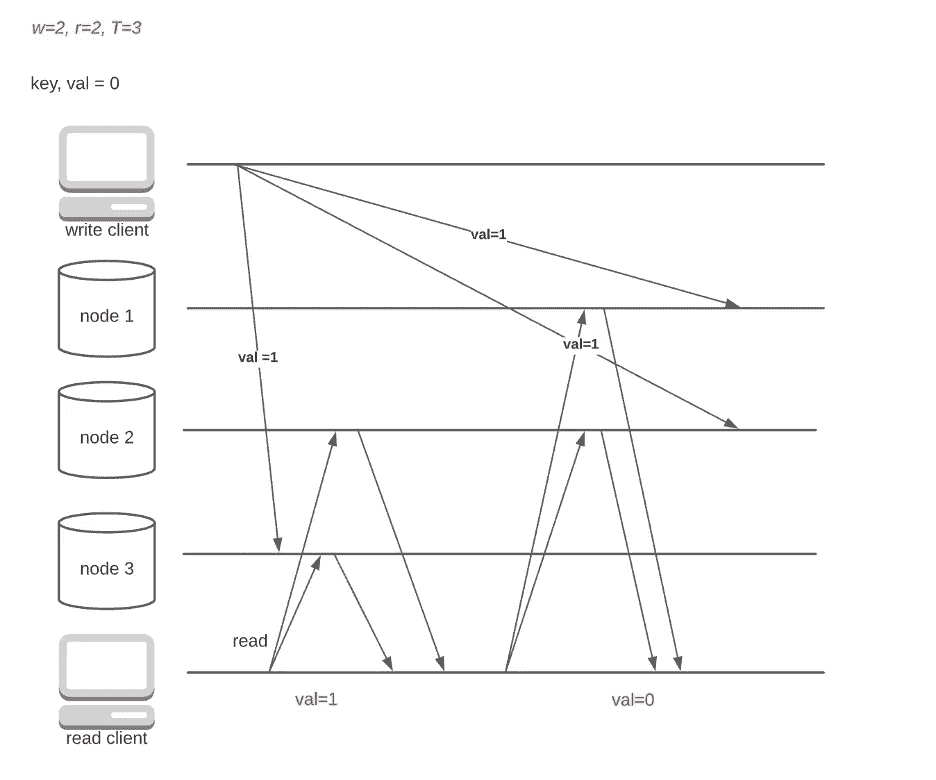 w=2, r=2, T=3
key, val = 0
write client
val=1
node 1
val=1
val =1
node 2
node 3
read
val=1
val=0
read client